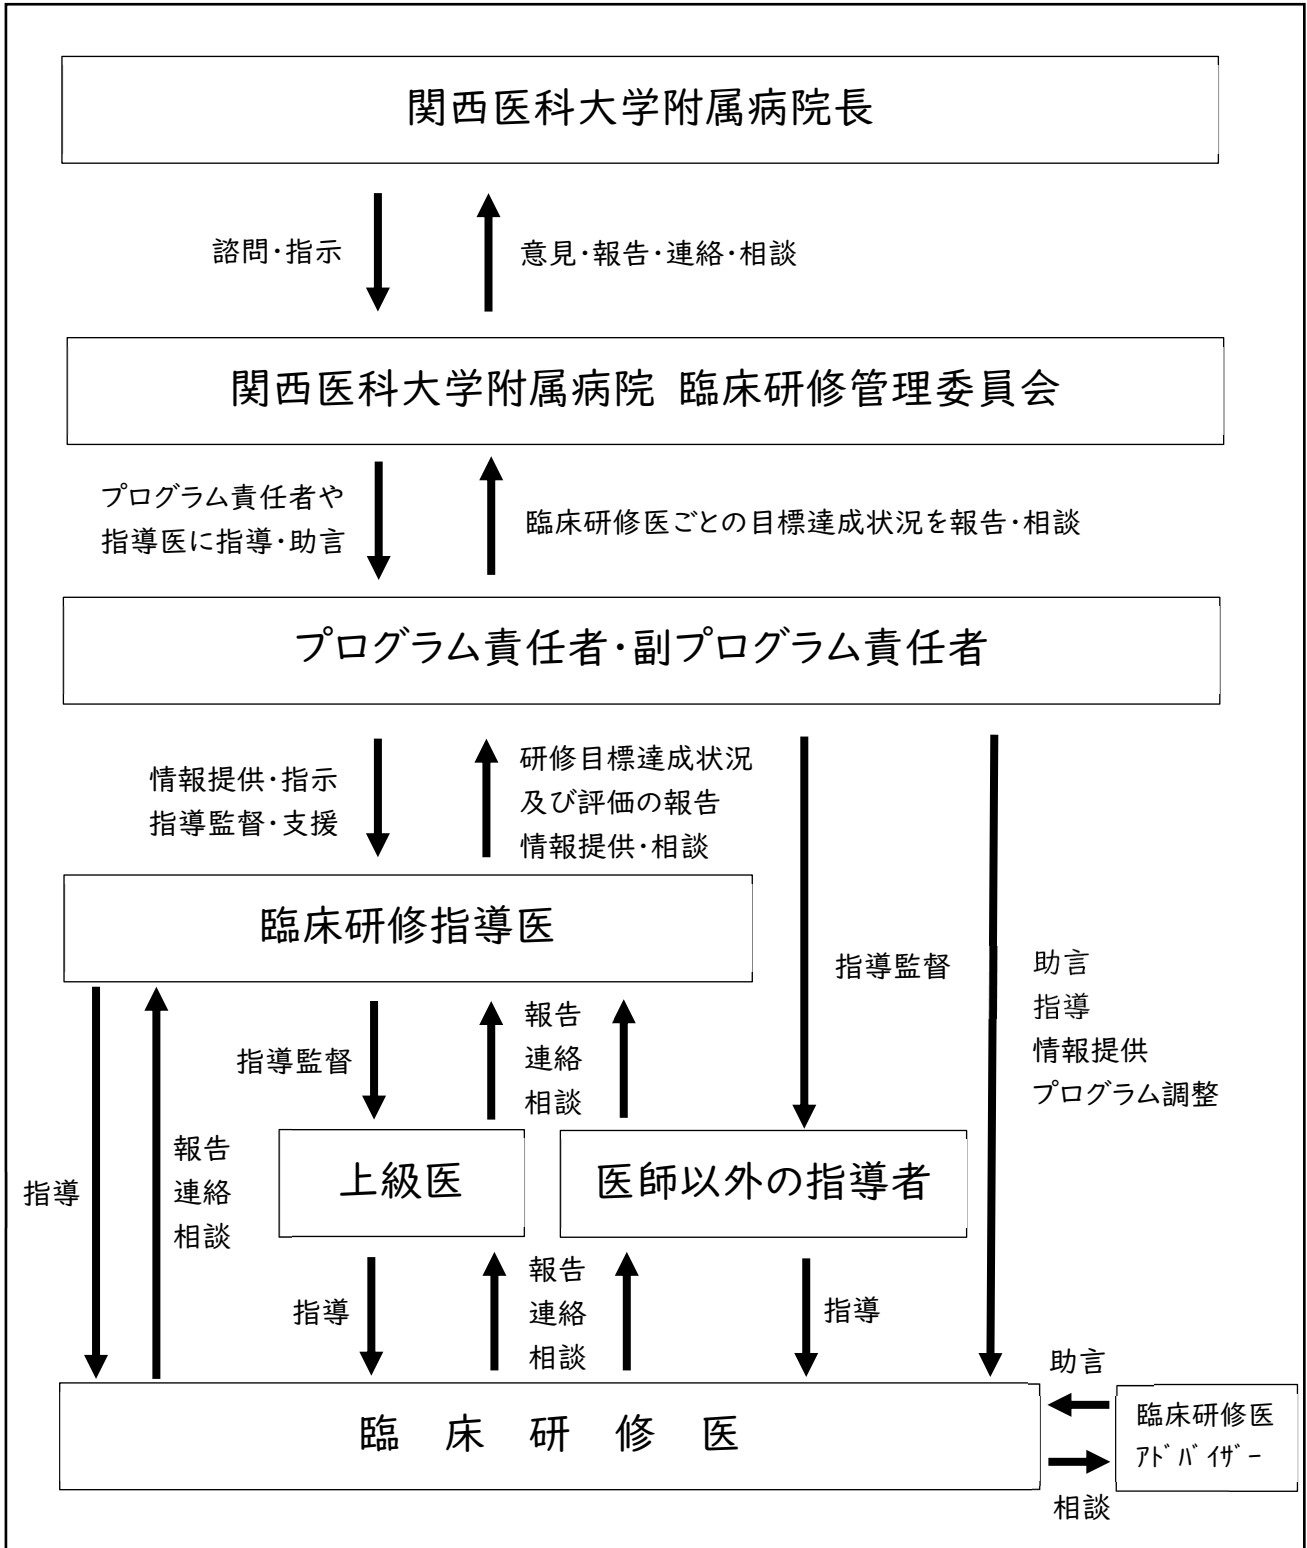 関西医科大学附属病院長
諮問・指示
意見・報告・連絡・相談
関西医科大学附属病院 臨床研修管理委員会
プログラム責任者や
指導医に指導・助言
臨床研修医ごとの目標達成状況を報告・相談
プログラム責任者・副プログラム責任者
情報提供・指示
指導監督・支援
研修目標達成状況
及び評価の報告
情報提供・相談
臨床研修指導医
指導監督
助言
指導
情報提供
プログラム調整
指導監督
報告
連絡
相談
上級医
医師以外の指導者
指導
報告
連絡
相談
指導
報告
連絡
相談
指導
臨床研修医
助言
臨床研修医
ｱﾄﾞﾊﾞｲｻﾞｰ
相談